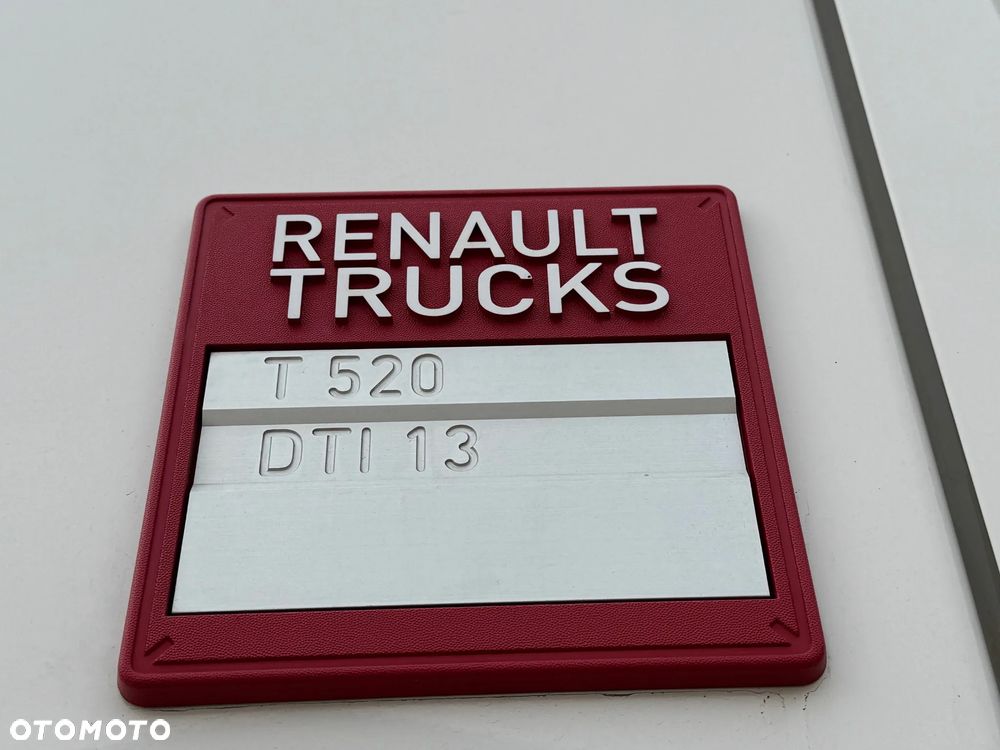 RENAULT
TRUCKS
T 520
DTI 13
OTOMOTO